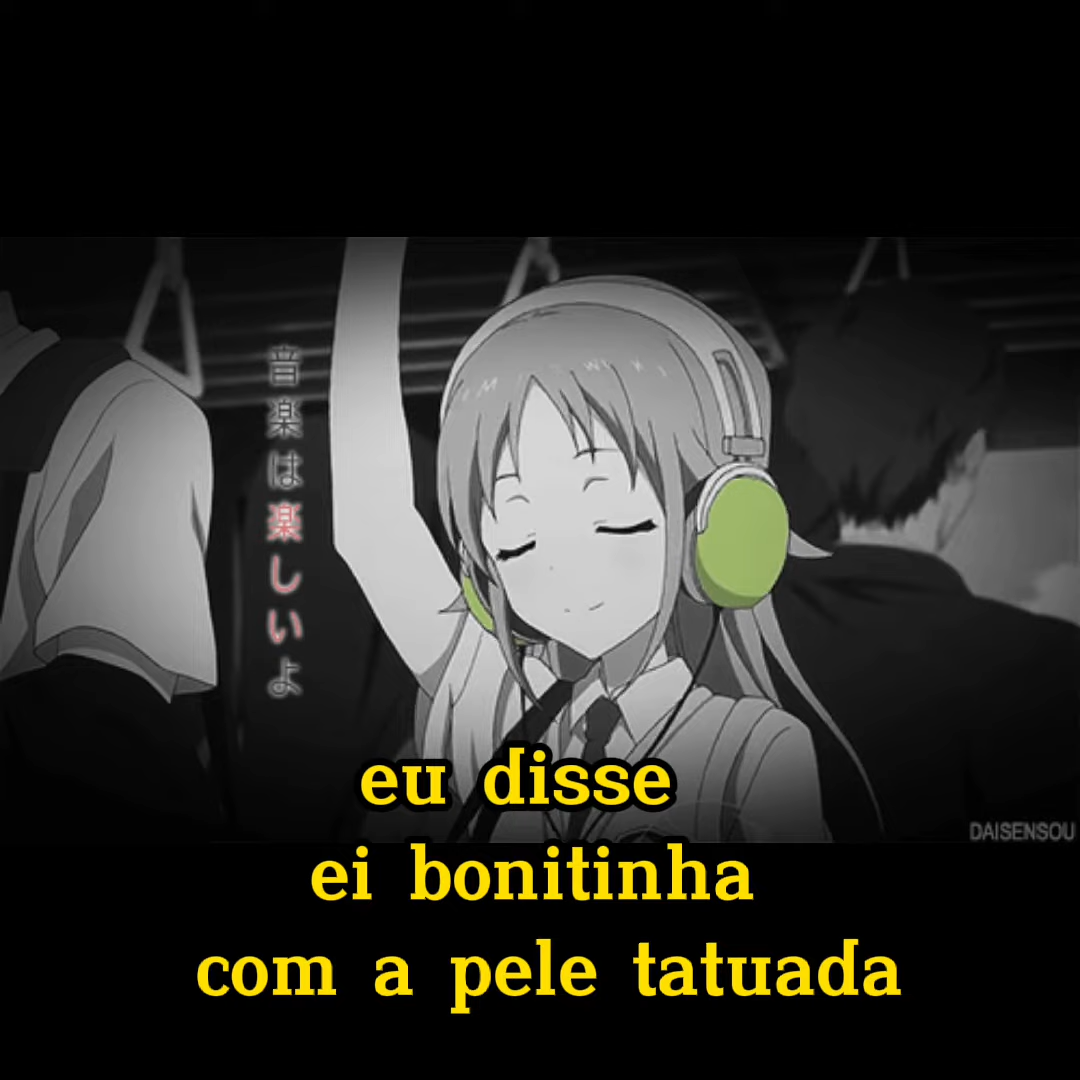 音楽は楽しいよ
eu disse
DAISENSOU
ei bonitinha
com a pele tatuada